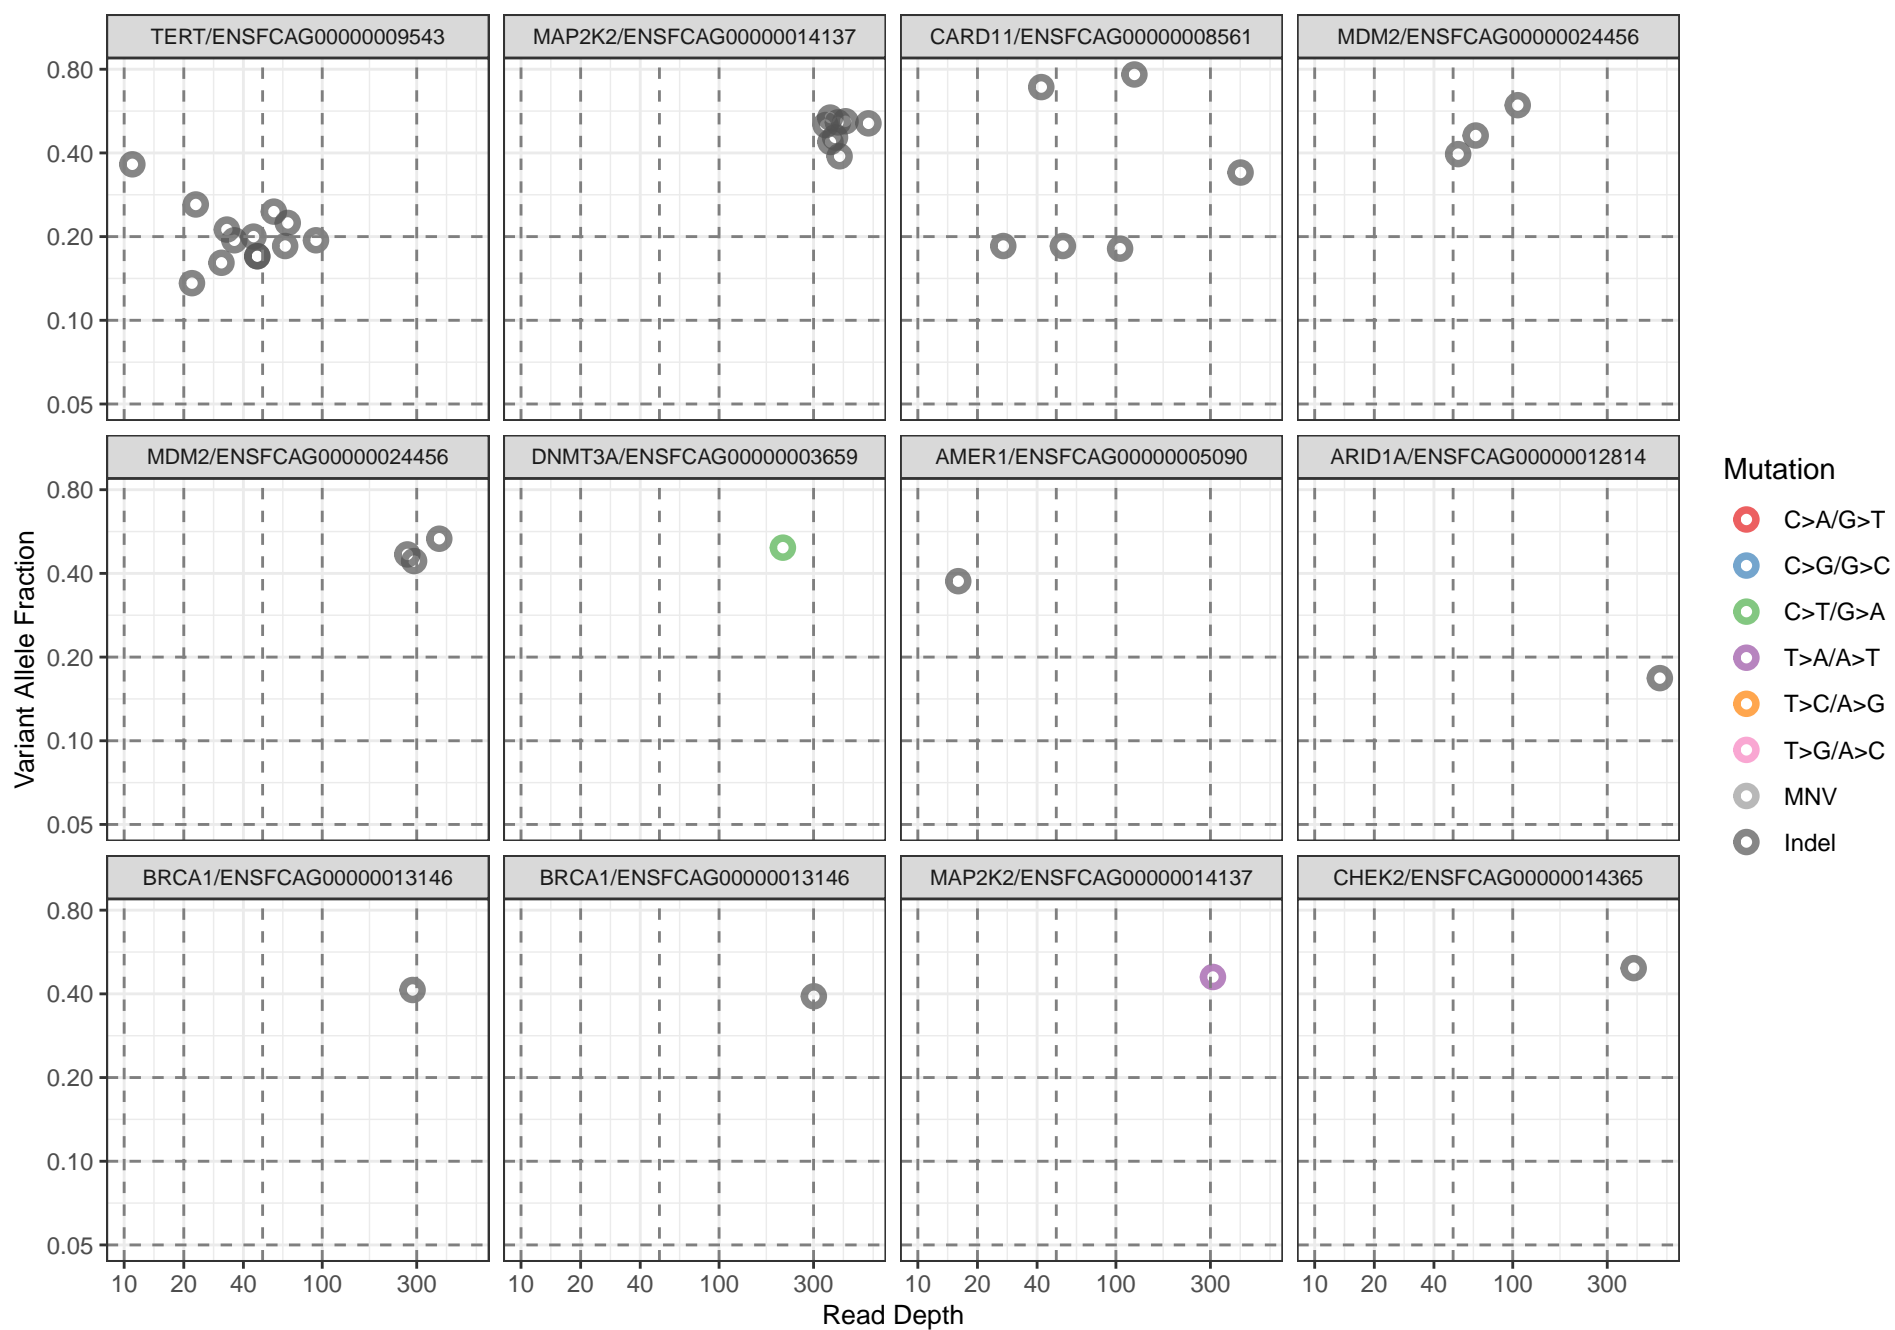 TERT/ENSFCAG00000009543
MAP2K2/ENSFCAG00000014137
CARD11/ENSFCAG00000008561
MDM2/ENSFCAG00000024456
0.80
0.40
0.20
0.10
0.05
MDM2/ENSFCAG00000024456
DNMT3A/ENSFCAG00000003659
AMER1/ENSFCAG00000005090
ARID1A/ENSFCAG00000012814
0.80
0.40
0.20
0.10
0.05
BRCA1/ENSFCAG00000013146
BRCA1/ENSFCAG00000013146
MAP2K2/ENSFCAG00000014137
CHEK2/ENSFCAG00000014365
0.80
0.40
0.20
0.10
0.05
10 20 40 100 300
10 20 40 100 300
10 20 40 100 300
10 20 40 100 300
Read Depth
Variant Allele Fraction
Mutation
C>A/G>T
C>G/G>C
C>T/G>A
T>A/A>T
T>C/A>G
T>G/A>C
MNV
Indel